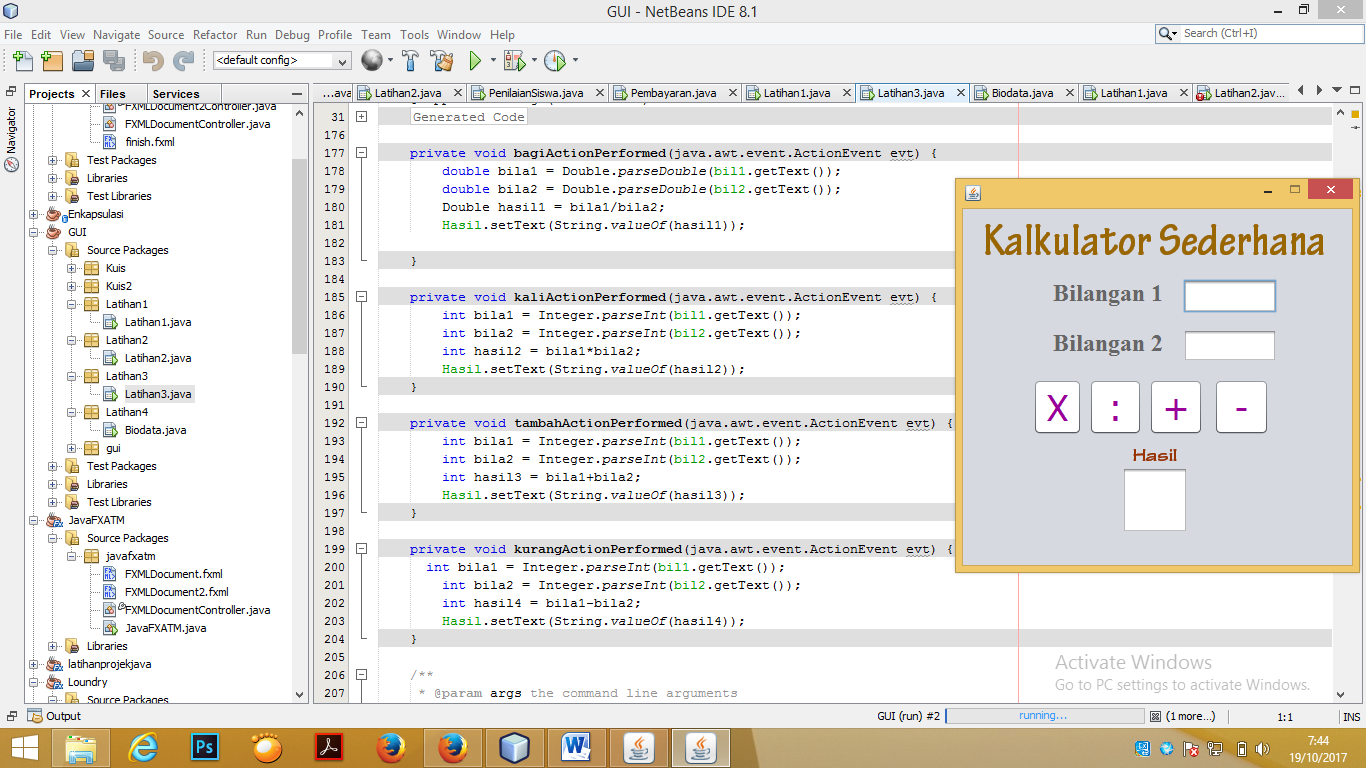 GUI - NetBeans IDE 8.1
File Edit View Navigate Source Refactor Run Debug Profile Team Tools Window Help
Search (Ctrl+I)
<default config>
Projects Files Services
Navigator
FXMLDocument2Controller.java
FXMLDocumentController.java
finish.fxml
Test Packages
Libraries
Test Libraries
Enkapsulasi
GUI
Source Packages
Kuis
Kuis2
Latihan1
Latihan1.java
Latihan2
Latihan2.java
Latihan3
Latihan3.java
Latihan4
Biodata.java
gui
Test Packages
Libraries
Test Libraries
JavaFXATM
Source Packages
javafxatm
FXMLDocument.fxml
FXMLDocument2.fxml
FXMLDocumentController.java
JavaFXATM.java
Libraries
latihanprojekjava
Loundry
Source Packages
...ava Latihan2.java PenilaianSiswa.java Pembayaran.java Latihan1.java Latihan3.java Biodata.java Latihan1.java Latihan2.jav...
31 Generated Code
176
177 private void bagiActionPerformed(java.awt.event.ActionEvent evt) {
178 double bila1 = Double.parseDouble(bil1.getText());
179 double bila2 = Double.parseDouble(bil2.getText());
180 Double hasil1 = bila1/bila2;
181 Hasil.setText(String.valueOf(hasil1));
182
183 }
184
185 private void kaliActionPerformed(java.awt.event.ActionEvent evt) {
186 int bila1 = Integer.parseInt(bil1.getText());
187 int bila2 = Integer.parseInt(bil2.getText());
188 int hasil2 = bila1*bila2;
189 Hasil.setText(String.valueOf(hasil2));
190 }
191
192 private void tambahActionPerformed(java.awt.event.ActionEvent evt) {
193 int bila1 = Integer.parseInt(bil1.getText());
194 int bila2 = Integer.parseInt(bil2.getText());
195 int hasil3 = bila1+bila2;
196 Hasil.setText(String.valueOf(hasil3));
197 }
198
199 private void kurangActionPerformed(java.awt.event.ActionEvent evt) {
200 int bila1 = Integer.parseInt(bil1.getText());
201 int bila2 = Integer.parseInt(bil2.getText());
202 int hasil4 = bila1-bila2;
203 Hasil.setText(String.valueOf(hasil4));
204 }
205
206 /**
207 * @param args the command line arguments
Kalkulator Sederhana
Bilangan 1
Bilangan 2
X : + -
Hasil
Activate Windows
Go to PC settings to activate Windows.
Output
GUI (run) #2 running... (1 more...) 1:1 INS
Ps
7:44
19/10/2017